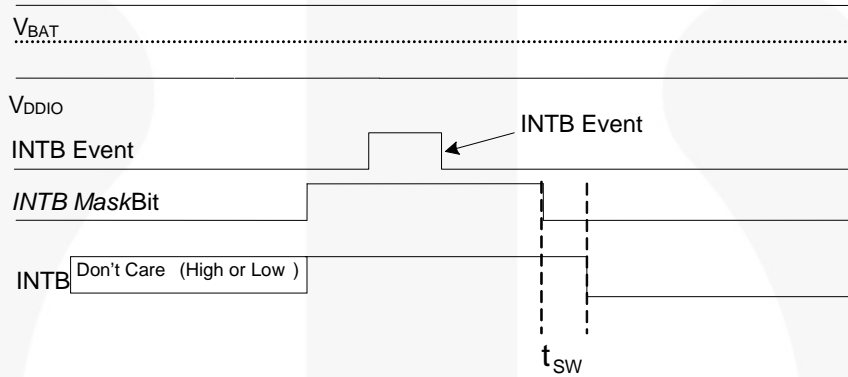 VBAT
VDDIO
INTB Event
INTB Event
INTB MaskBit
INTB
Don't Care (High or Low )
tSW